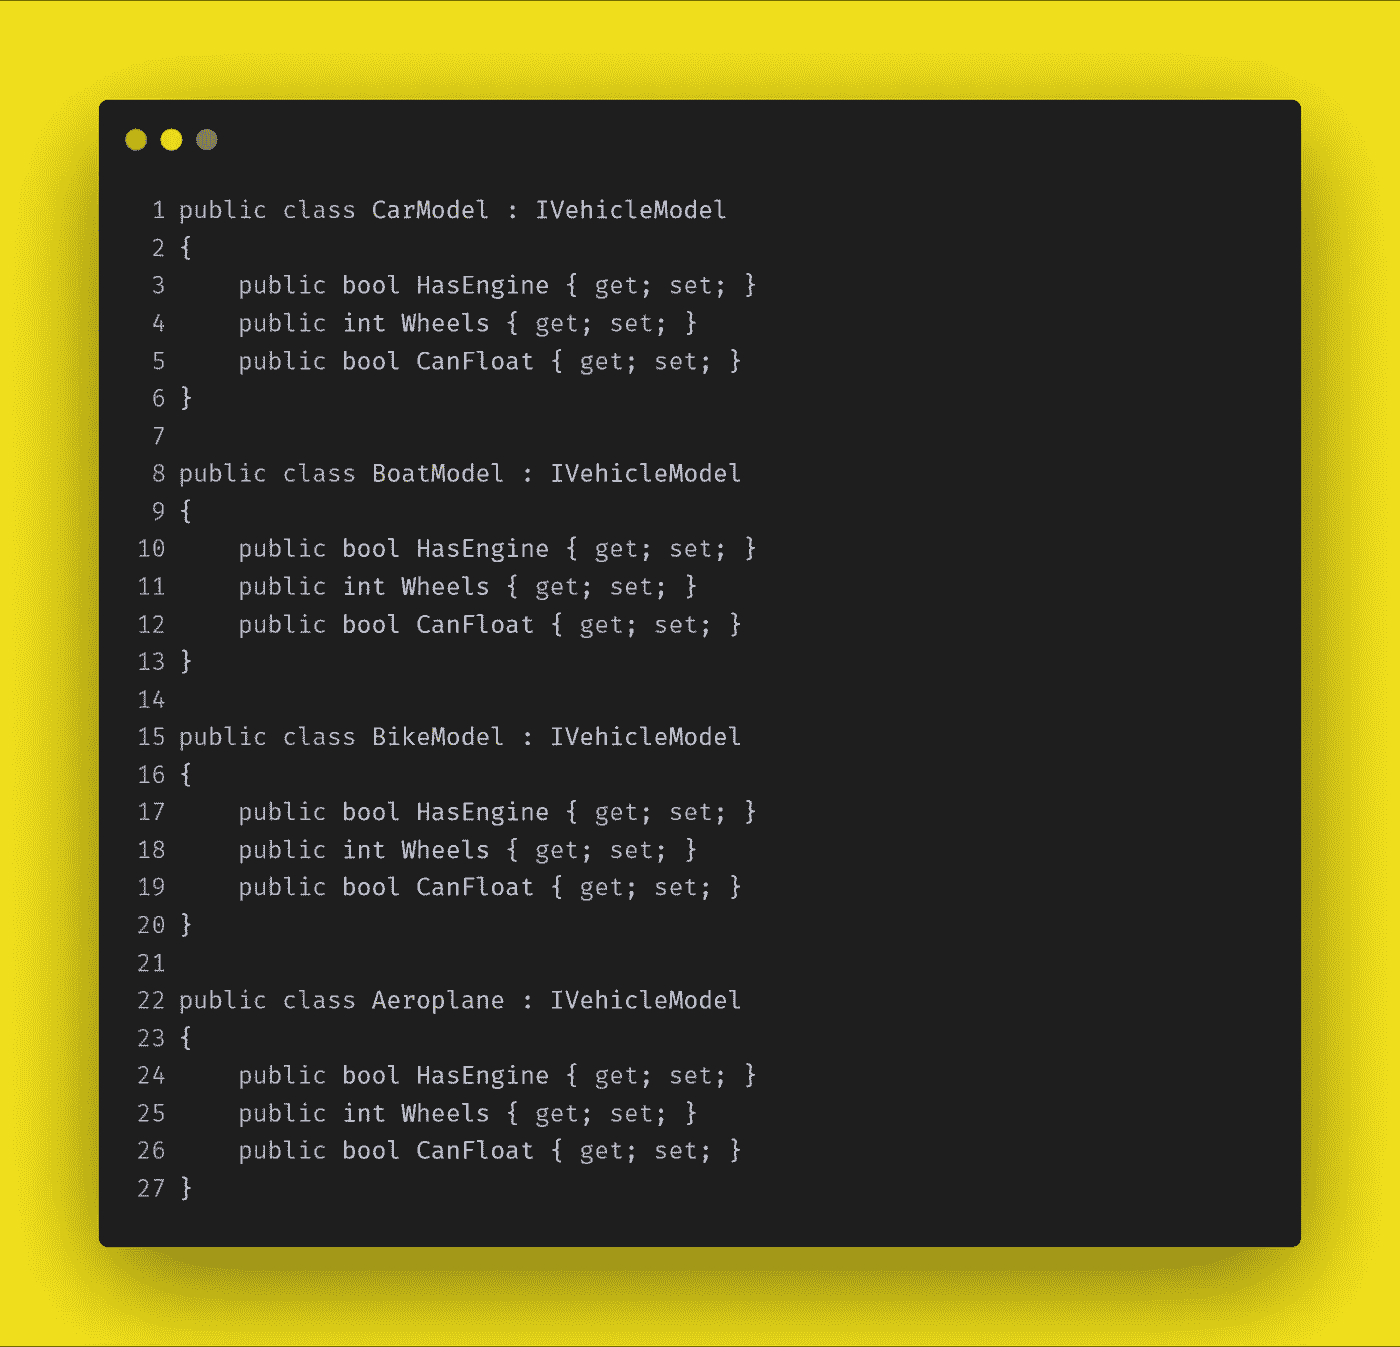 1 public class CarModel : IVehicleModel
2 {
3     public bool HasEngine { get; set; }
4     public int Wheels { get; set; }
5     public bool CanFloat { get; set; }
6 }
7
8 public class BoatModel : IVehicleModel
9 {
10     public bool HasEngine { get; set; }
11     public int Wheels { get; set; }
12     public bool CanFloat { get; set; }
13 }
14
15 public class BikeModel : IVehicleModel
16 {
17     public bool HasEngine { get; set; }
18     public int Wheels { get; set; }
19     public bool CanFloat { get; set; }
20 }
21
22 public class Aeroplane : IVehicleModel
23 {
24     public bool HasEngine { get; set; }
25     public int Wheels { get; set; }
26     public bool CanFloat { get; set; }
27 }